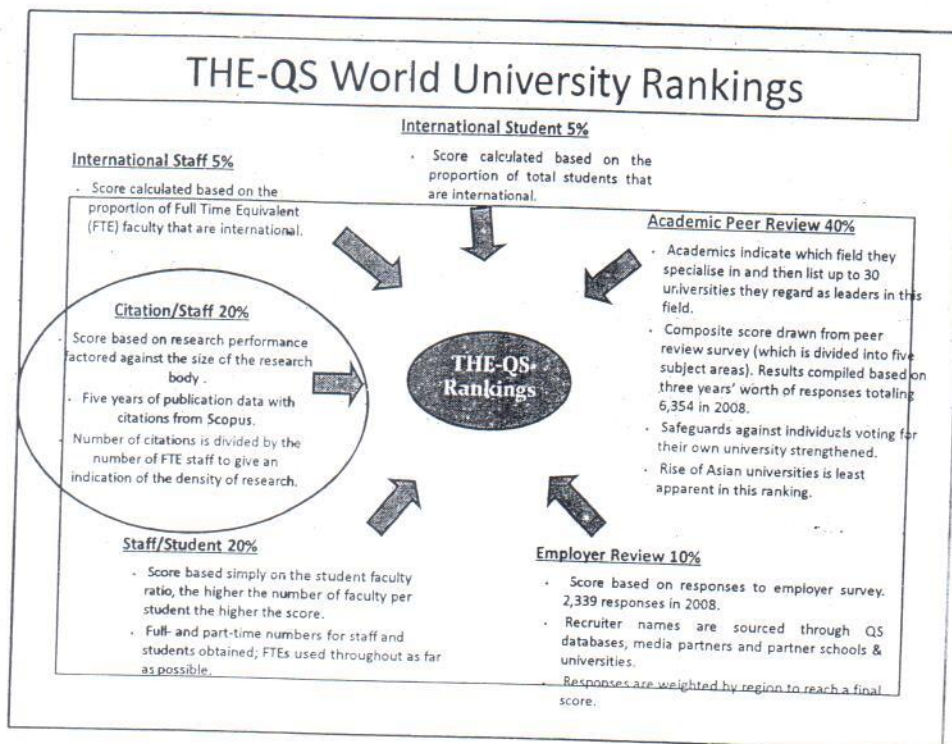 THE-QS World University Rankings
International Student 5%
· Score calculated based on the
proportion of total students that
are international.
International Staff 5%
· Score calculated based on the
proportion of Full Time Equivalent
(FTE) faculty that are international.
Academic Peer Review 40%
· Academics indicate which field they
specialise in and then list up to 30
universities they regard as leaders in this
field.
· Composite score drawn from peer
review survey (which is divided into five
subject areas). Results compiled based on
three years' worth of responses totaling
6,354 in 2008.
· Safeguards against individuals voting for
their own university strengthened.
· Rise of Asian universities is least
apparent in this ranking.
Citation/Staff 20%
· Score based on research performance
factored against the size of the research
body .
· Five years of publication data with
citations from Scopus.
Number of citations is divided by the
number of FTE staff to give an
indication of the density of research.
THE-QS
Rankings
Staff/Student 20%
· Score based simply on the student faculty
ratio, the higher the number of faculty per
student the higher the score.
· Full- and part-time numbers for staff and
students obtained; FTEs used throughout as far
as possible.
Employer Review 10%
· Score based on responses to employer survey.
2,339 responses in 2008.
· Recruiter names are sourced through QS
databases, media partners and partner schools &
universities.
· Responses are weighted by region to reach a final
score.